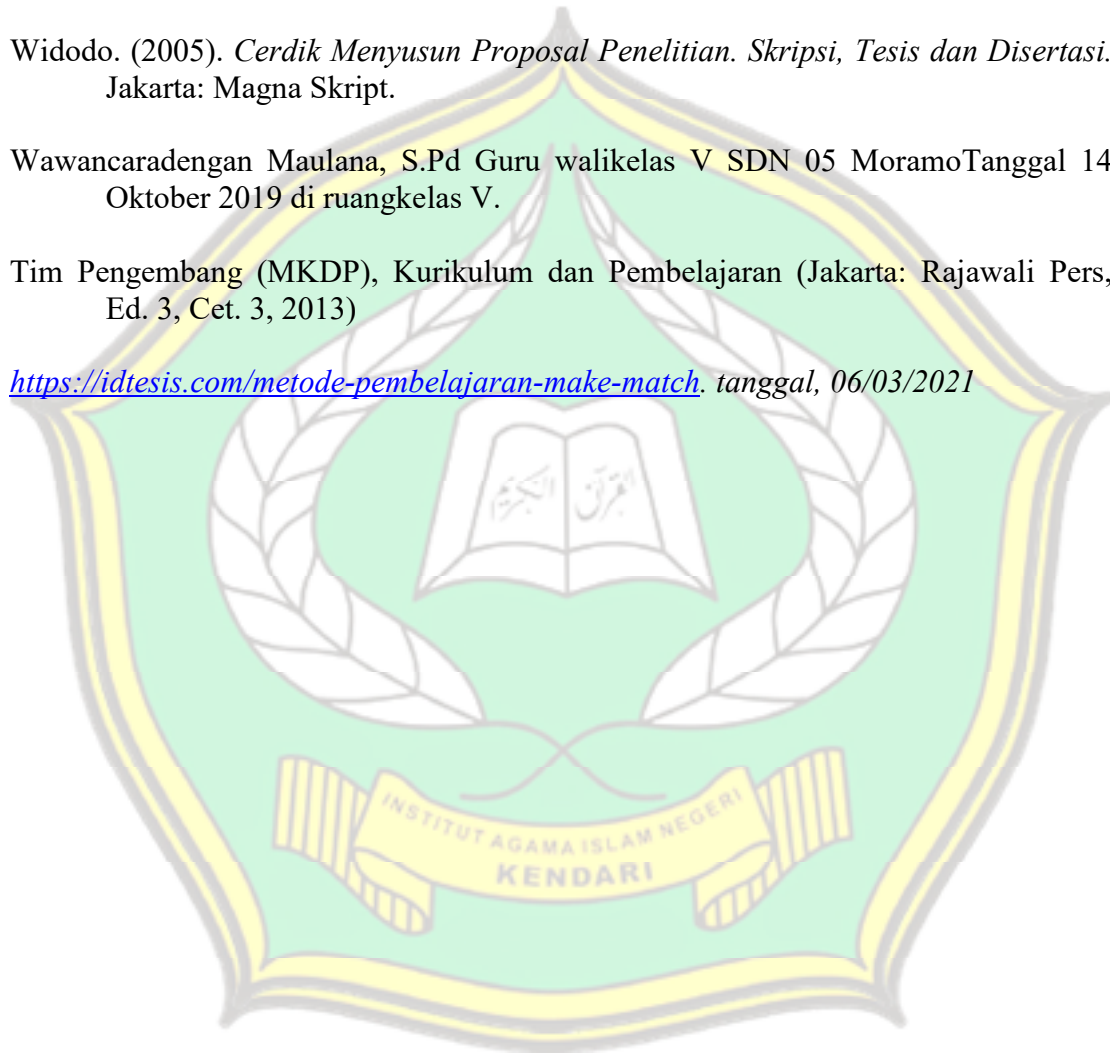 Widodo. (2005). Cerdik Menyusun Proposal Penelitian. Skripsi, Tesis dan Disertasi.
Jakarta: Magna Skript.
Wawancaradengan Maulana, S.Pd Guru walikelas V SDN 05 MoramoTanggal 14
Oktober 2019 di ruangkelas V.
Tim Pengembang (MKDP), Kurikulum dan Pembelajaran (Jakarta: Rajawali Pers,
Ed. 3, Cet. 3, 2013)
https://idtesis.com/metode-pembelajaran-make-match. tanggal, 06/03/2021
القرآن الكريم
INSTITUT AGAMA ISLAM NEGERI
KENDARI